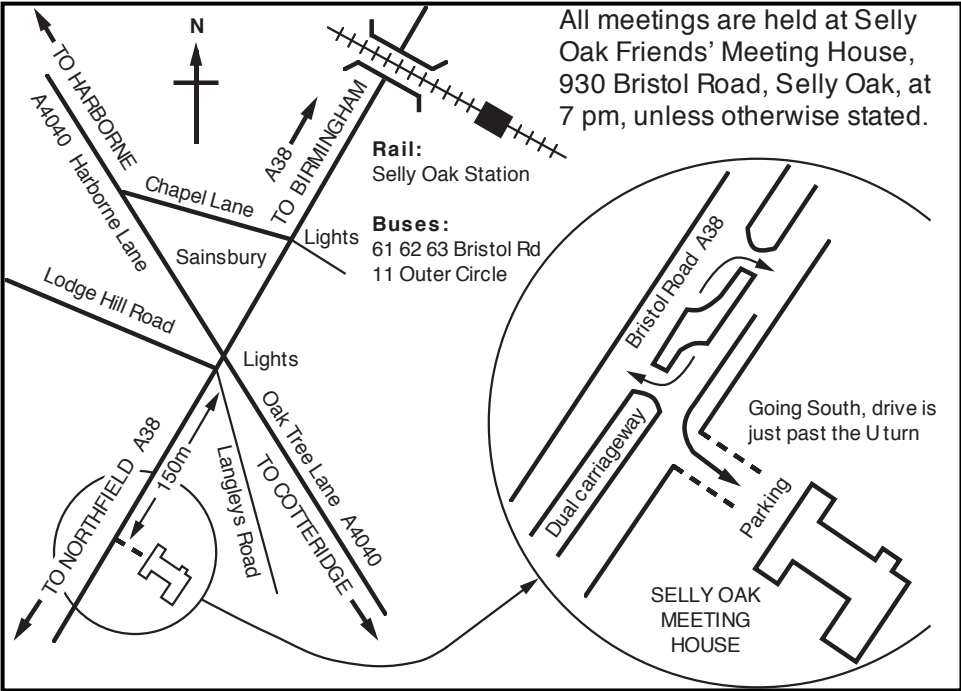 All meetings are held at Selly
Oak Friends' Meeting House,
930 Bristol Road, Selly Oak, at
7 pm, unless otherwise stated.
N
TO HARBORNE
A4040 Harborne Lane
A38
TO BIRMINGHAM
Rail:
Selly Oak Station
Chapel Lane
Buses:
61 62 63 Bristol Rd
11 Outer Circle
Lights
Sainsbury
Lodge Hill Road
Lights
Oak Tree Lane A4040
TO COTTERIDGE
Langleys Road
TO NORTHFIELD A38
150m
Bristol Road A38
Dual carriageway
Going South, drive is
just past the U turn
Parking
SELLY OAK
MEETING
HOUSE